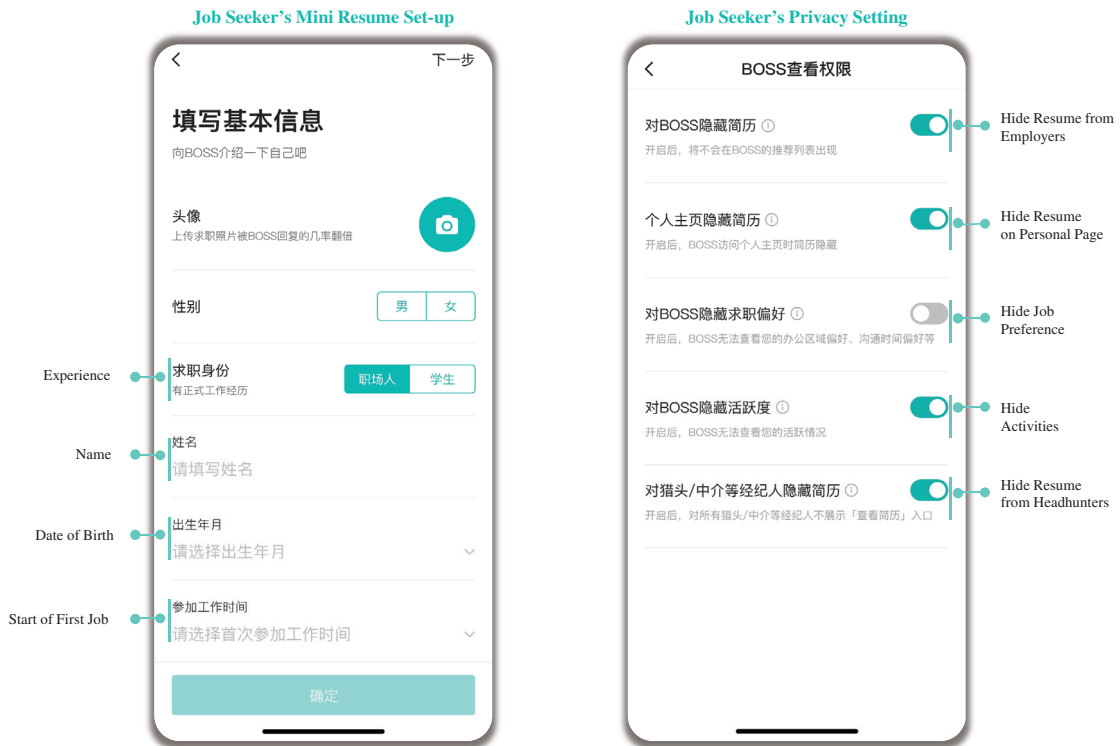 Job Seeker's Mini Resume Set-up
下一步
填写基本信息
向BOSS介绍一下自己吧
头像
上传求职照片被BOSS回复的几率翻倍
性别
男 女
Experience
求职身份
有正式工作经历
职场人 学生
Name
姓名
请填写姓名
Date of Birth
出生年月
请选择出生年月
Start of First Job
参加工作时间
请选择首次参加工作时间
确定
Job Seeker's Privacy Setting
BOSS查看权限
对BOSS隐藏简历
开启后，将不会在BOSS的推荐列表出现
Hide Resume from
Employers
个人主页隐藏简历
开启后，BOSS访问个人主页时简历隐藏
Hide Resume
on Personal Page
对BOSS隐藏求职偏好
开启后，BOSS无法查看您的办公区域偏好、沟通时间偏好等
Hide Job
Preference
对BOSS隐藏活跃度
开启后，BOSS无法查看您的活跃情况
Hide
Activities
对猎头/中介等经纪人隐藏简历
开启后，对所有猎头/中介等经纪人不展示「查看简历」入口
Hide Resume
from Headhunters